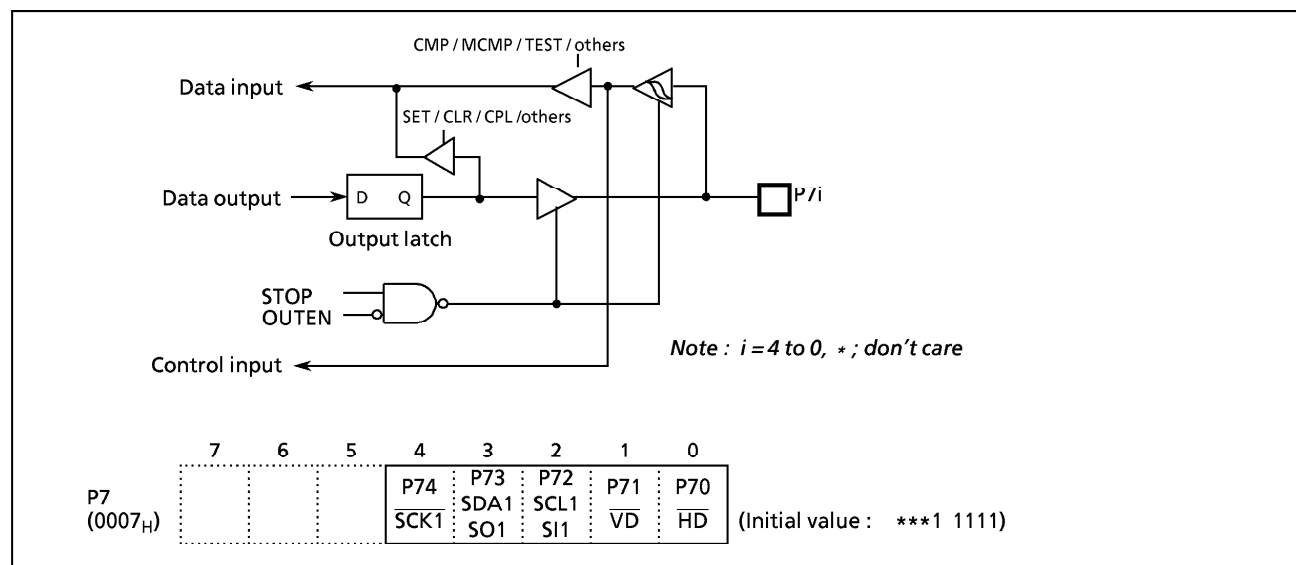 CMP / MCMP / TEST / others
Data input
SET / CLR / CPL /others
Data output
D Q
P7i
Output latch
STOP
OUTEN
Note : i = 4 to 0, * ; don't care
Control input
7 6 5 4 3 2 1 0
P7
(0007H)
P74
SCK1
P73
SDA1
SO1
P72
SCL1
SI1
P71
VD
P70
HD
(Initial value : ***1 1111)